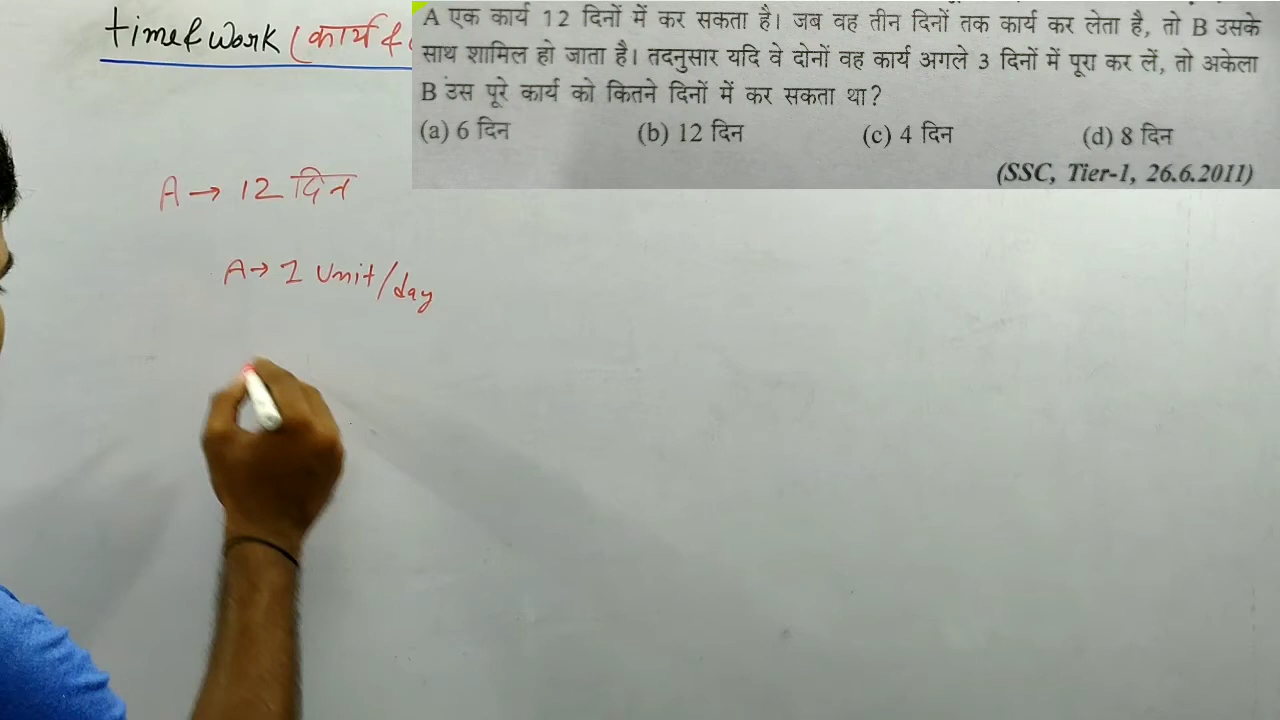 time & work (कार्य &
A एक कार्य 12 दिनों में कर सकता है। जब वह तीन दिनों तक कार्य कर लेता है, तो B उसके
साथ शामिल हो जाता है। तदनुसार यदि वे दोनों वह कार्य अगले 3 दिनों में पूरा कर लें, तो अकेला
B उस पूरे कार्य को कितने दिनों में कर सकता था?
(a) 6 दिन (b) 12 दिन (c) 4 दिन (d) 8 दिन
(SSC, Tier-1, 26.6.2011)
A → 12 दिन
A → 1 Unit/day